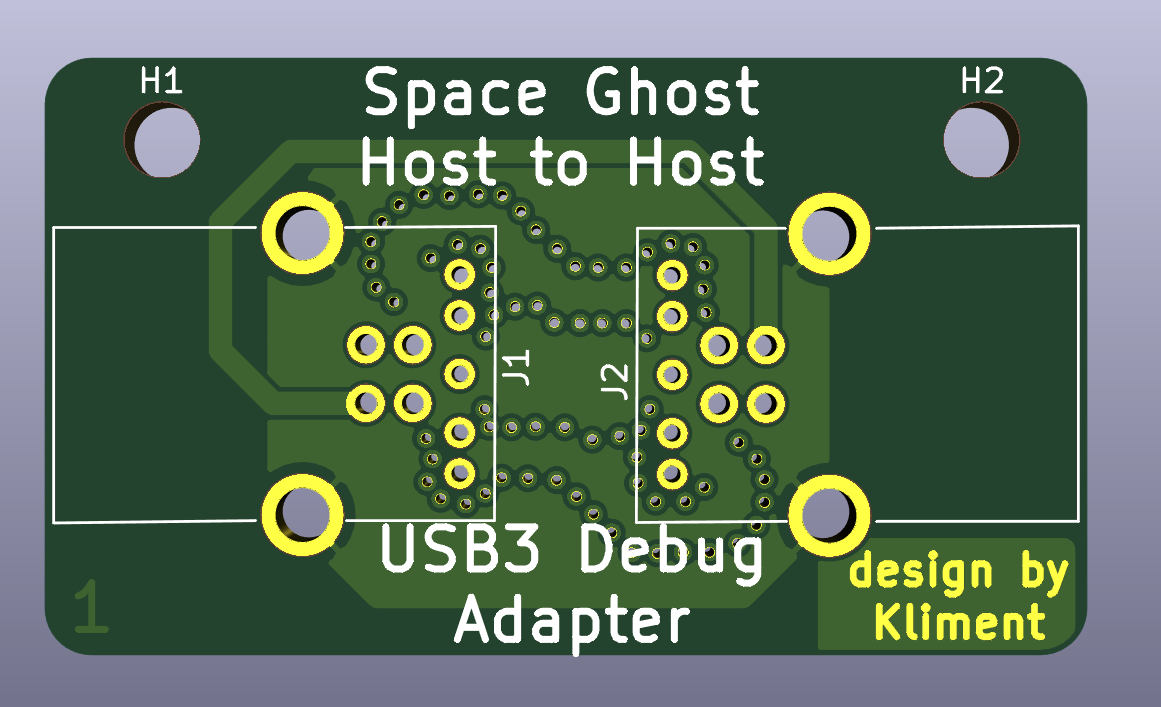 H1
Space Ghost
H2
Host to Host
J1
J2
USB3 Debug
Adapter
design by
Kliment
1